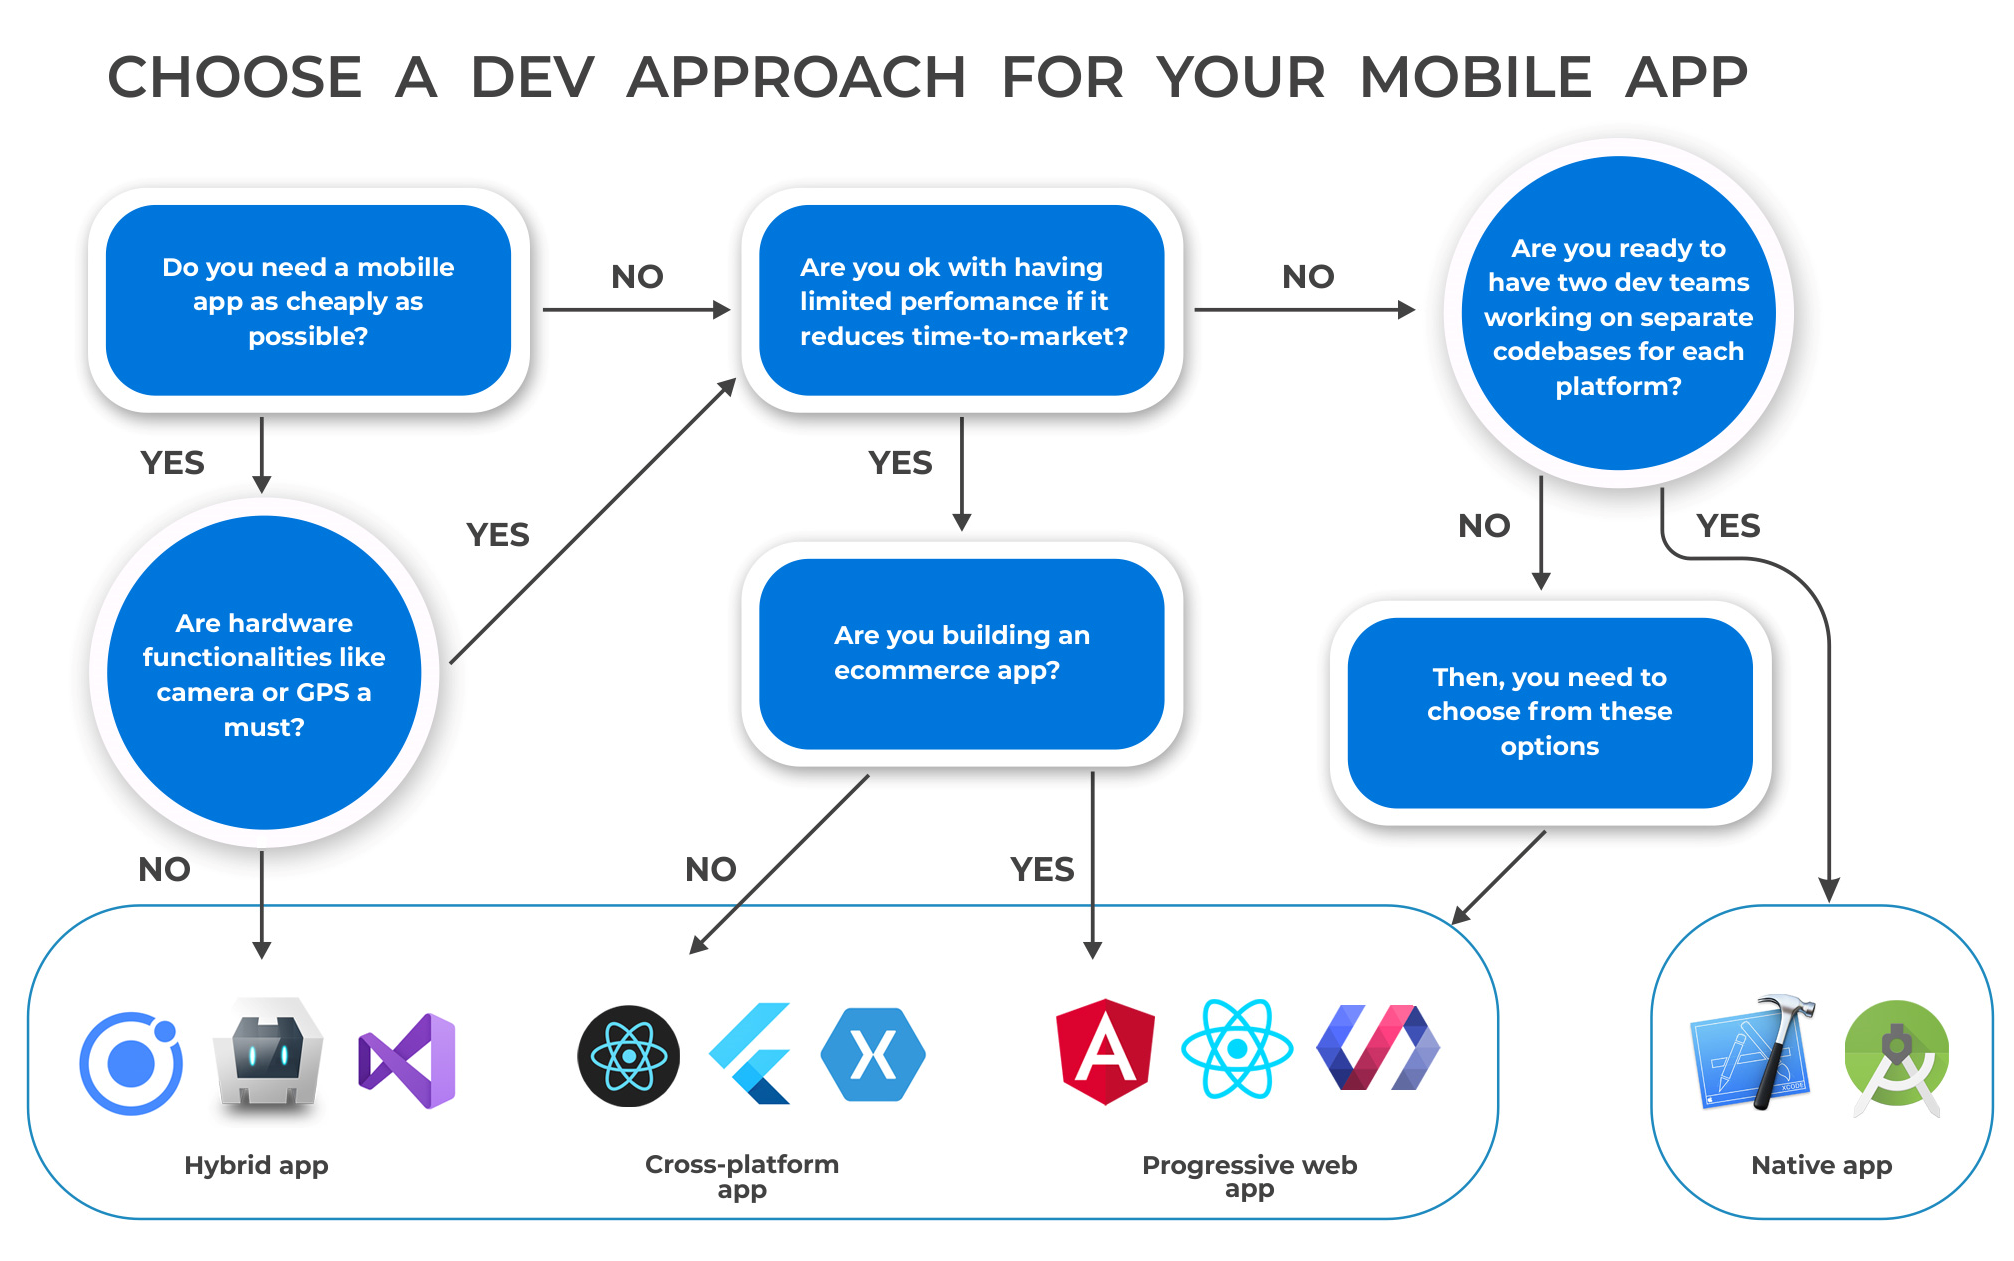 CHOOSE A DEV APPROACH FOR YOUR MOBILE APP
Do you need a mobille
app as cheaply as
possible?
NO
Are you ok with having
limited perfomance if it
reduces time-to-market?
NO
Are you ready to
have two dev teams
working on separate
codebases for each
platform?
YES
YES
YES
NO
YES
Are hardware
functionalities like
camera or GPS a
must?
Are you building an
ecommerce app?
Then, you need to
choose from these
options
NO
NO
YES
XCODE
Hybrid app
Cross-platform
app
Progressive web
app
Native app